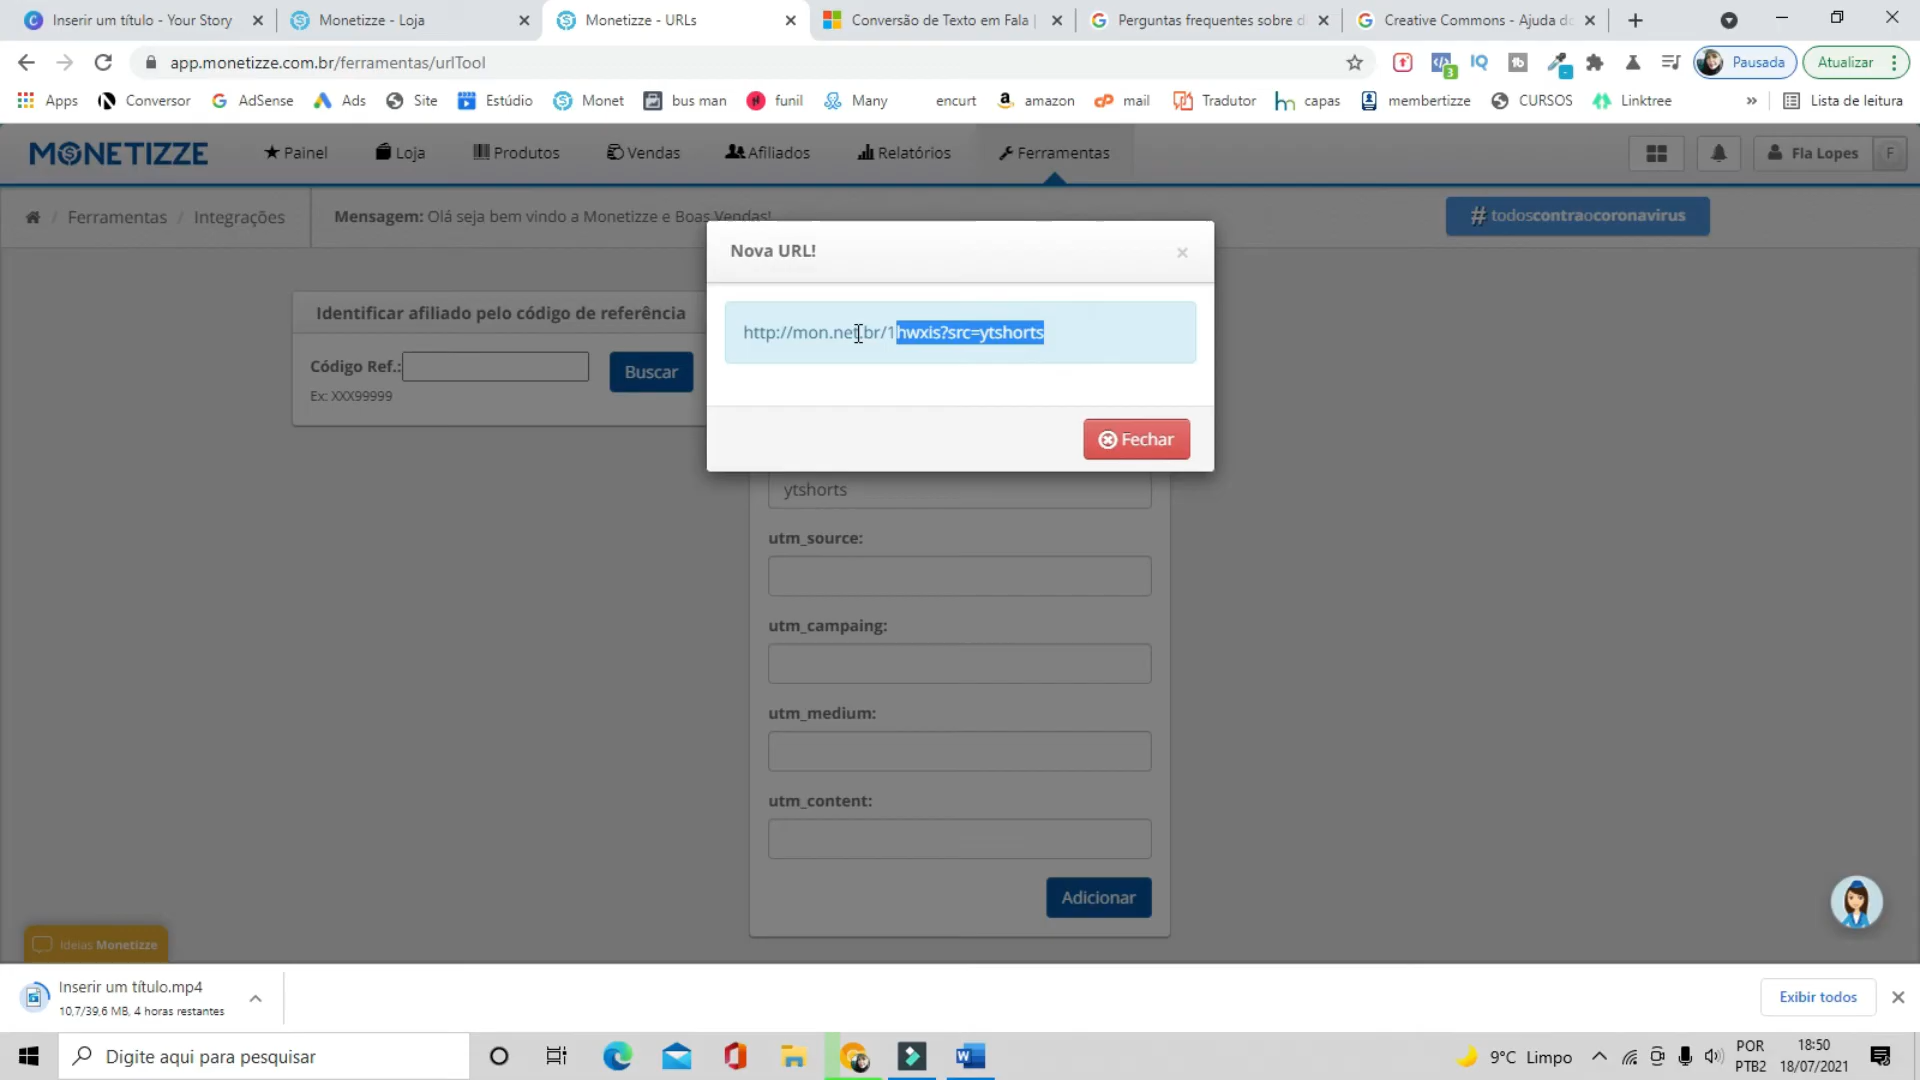 Inserir um título - Your Story
Monetizze - Loja
Monetizze - URLs
Conversão de Texto em Fala |
Perguntas frequentes sobre d
Creative Commons - Ajuda do
app.monetizze.com.br/ferramentas/urlTool
3
IQ
Pausada
Atualizar
Apps
Conversor
AdSense
Ads
Site
Estúdio
Monet
bus man
funil
Many
encurt
amazon
mail
Tradutor
capas
membertizze
CURSOS
Linktree
»
Lista de leitura
MONETIZZE
Painel
Loja
Produtos
Vendas
Afiliados
Relatórios
Ferramentas
Fla Lopes
F
/ Ferramentas / Integrações
Mensagem: Olá seja bem vindo a Monetizze e Boas Vendas!
# todoscontraocoronavirus
Nova URL!
×
http://mon.net.br/1hwxis?src=ytshorts
Fechar
Identificar afiliado pelo código de referência
Código Ref.:
Buscar
Ex: XXX99999
ytshorts
utm_source:
utm_campaing:
utm_medium:
utm_content:
Adicionar
Ideias Monetizze
Inserir um título.mp4
10,7/39,6 MB, 4 horas restantes
Exibir todos
Digite aqui para pesquisar
9°C Limpo
POR
PTB2
18:50
18/07/2021